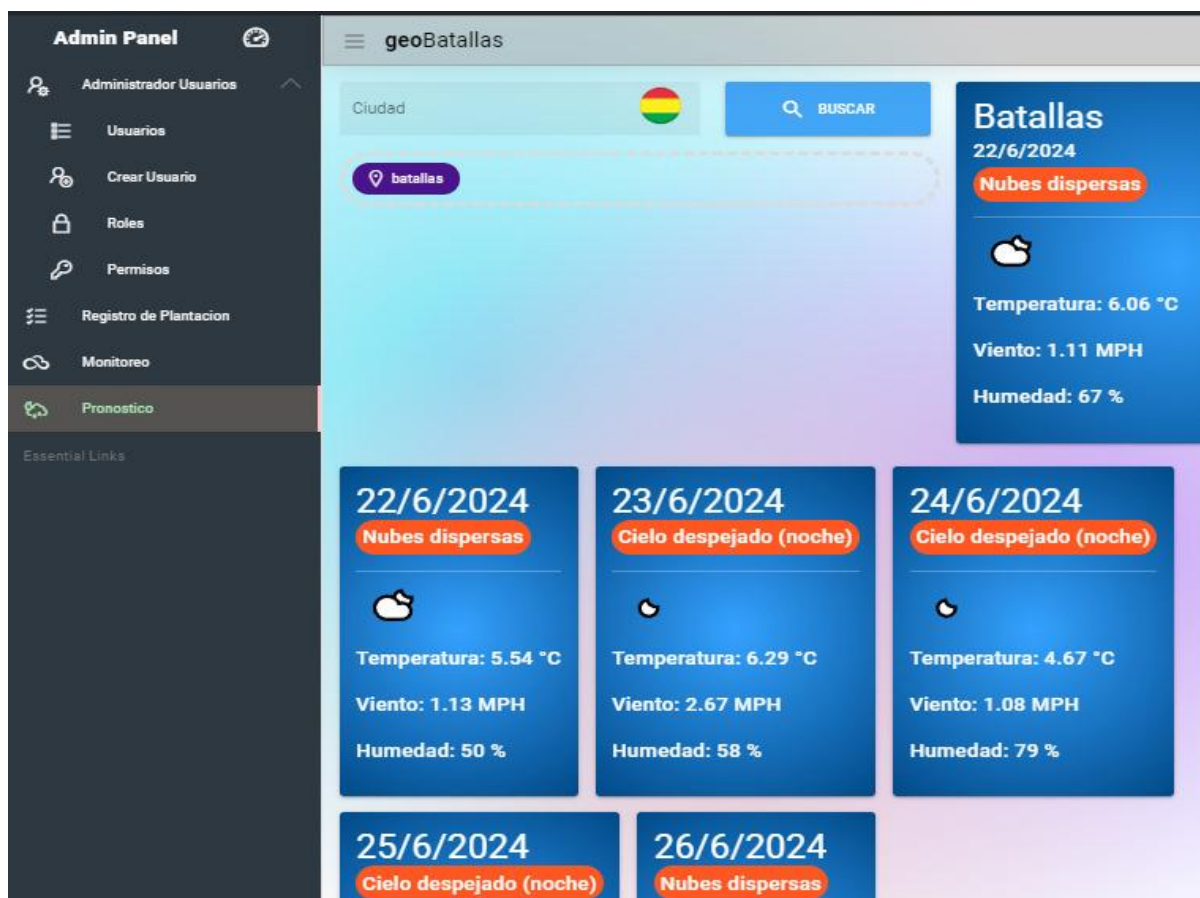 Admin Panel
Administrador Usuarios
Usuarios
Crear Usuario
Roles
Permisos
Registro de Plantacion
Monitoreo
Pronostico
Essential Links
geoBatallas
Ciudad
BUSCAR
batallas
Batallas
22/6/2024
Nubes dispersas
Temperatura: 6.06 °C
Viento: 1.11 MPH
Humedad: 67 %
22/6/2024
Nubes dispersas
Temperatura: 5.54 °C
Viento: 1.13 MPH
Humedad: 50 %
23/6/2024
Cielo despejado (noche)
Temperatura: 6.29 °C
Viento: 2.67 MPH
Humedad: 58 %
24/6/2024
Cielo despejado (noche)
Temperatura: 4.67 °C
Viento: 1.08 MPH
Humedad: 79 %
25/6/2024
Cielo despejado (noche)
26/6/2024
Nubes dispersas